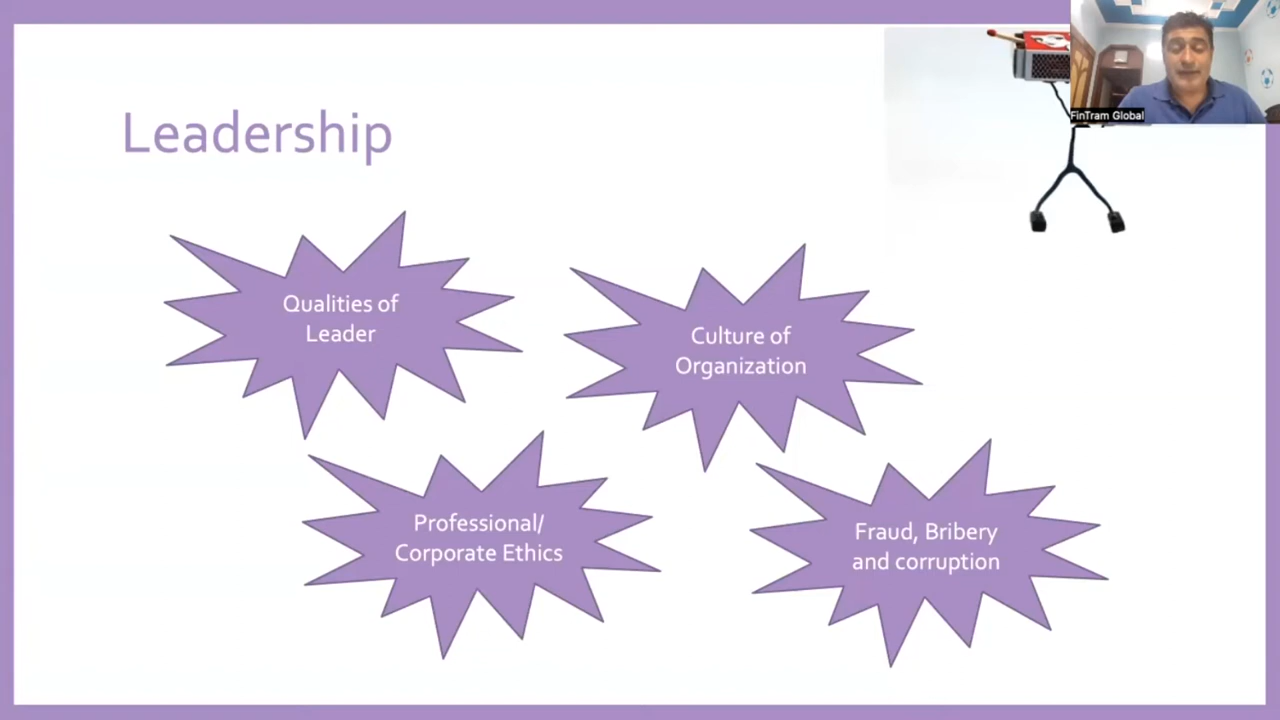 FinTram Global
Leadership
Qualities of
Leader
Culture of
Organization
Professional/
Corporate Ethics
Fraud, Bribery
and corruption